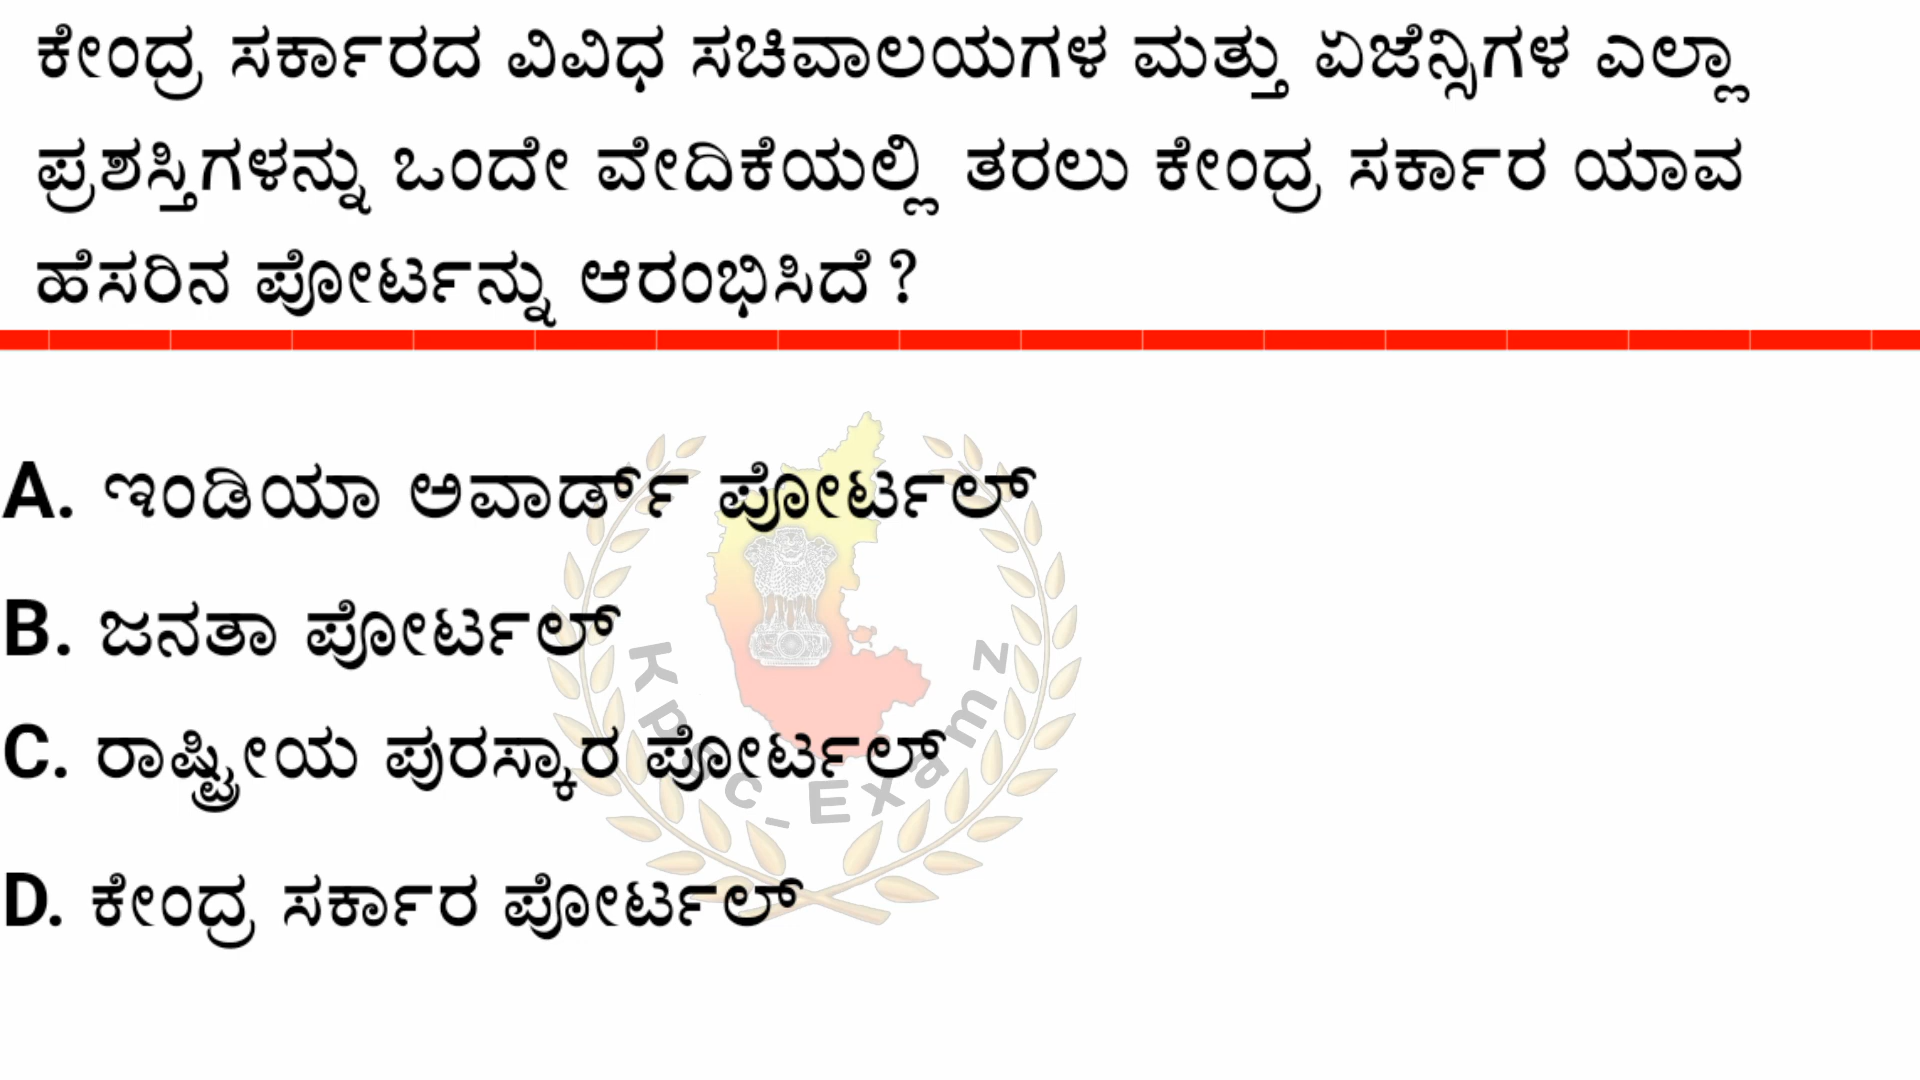 ಕೇಂದ್ರ ಸರ್ಕಾರದ ವಿವಿಧ ಸಚಿವಾಲಯಗಳ ಮತ್ತು ಏಜೆನ್ಸಿಗಳ ಎಲ್ಲಾ
ಪ್ರಶಸ್ತಿಗಳನ್ನು ಒಂದೇ ವೇದಿಕೆಯಲ್ಲಿ ತರಲು ಕೇಂದ್ರ ಸರ್ಕಾರ ಯಾವ
ಹೆಸರಿನ ಪೋರ್ಟನ್ನು ಆರಂಭಿಸಿದೆ ?
A. ಇಂಡಿಯಾ ಅವಾರ್ಡ್ ಪೋರ್ಟಲ್
B. ಜನತಾ ಪೋರ್ಟಲ್
C. ರಾಷ್ಟ್ರೀಯ ಪುರಸ್ಕಾರ ಪೋರ್ಟಲ್
D. ಕೇಂದ್ರ ಸರ್ಕಾರ ಪೋರ್ಟಲ್
Kpsc_Examz